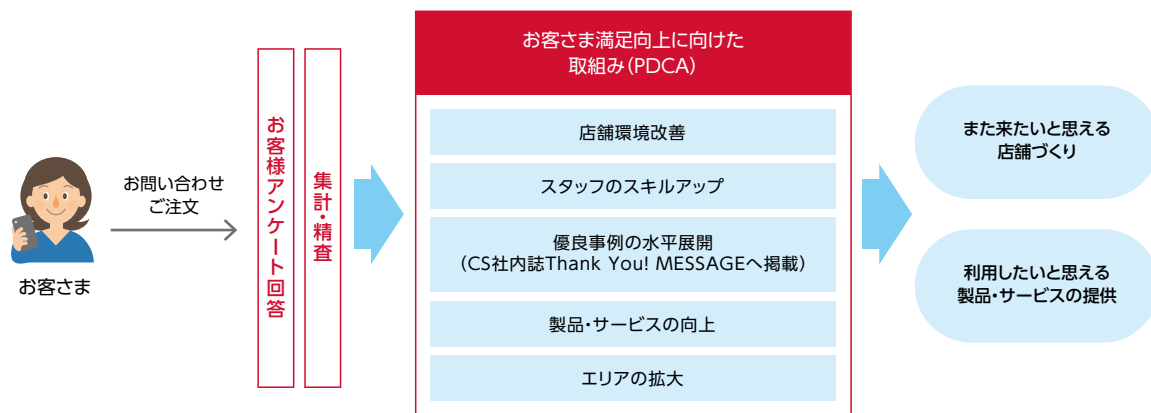 お客さま
お問い合わせ
ご注文
お客様アンケート回答
集計・精査
お客さま満足向上に向けた
取組み(PDCA)
店舗環境改善
スタッフのスキルアップ
優良事例の水平展開
(CS社内誌Thank You! MESSAGEへ掲載)
製品・サービスの向上
エリアの拡大
また来たいと思える
店舗づくり
利用したいと思える
製品・サービスの提供